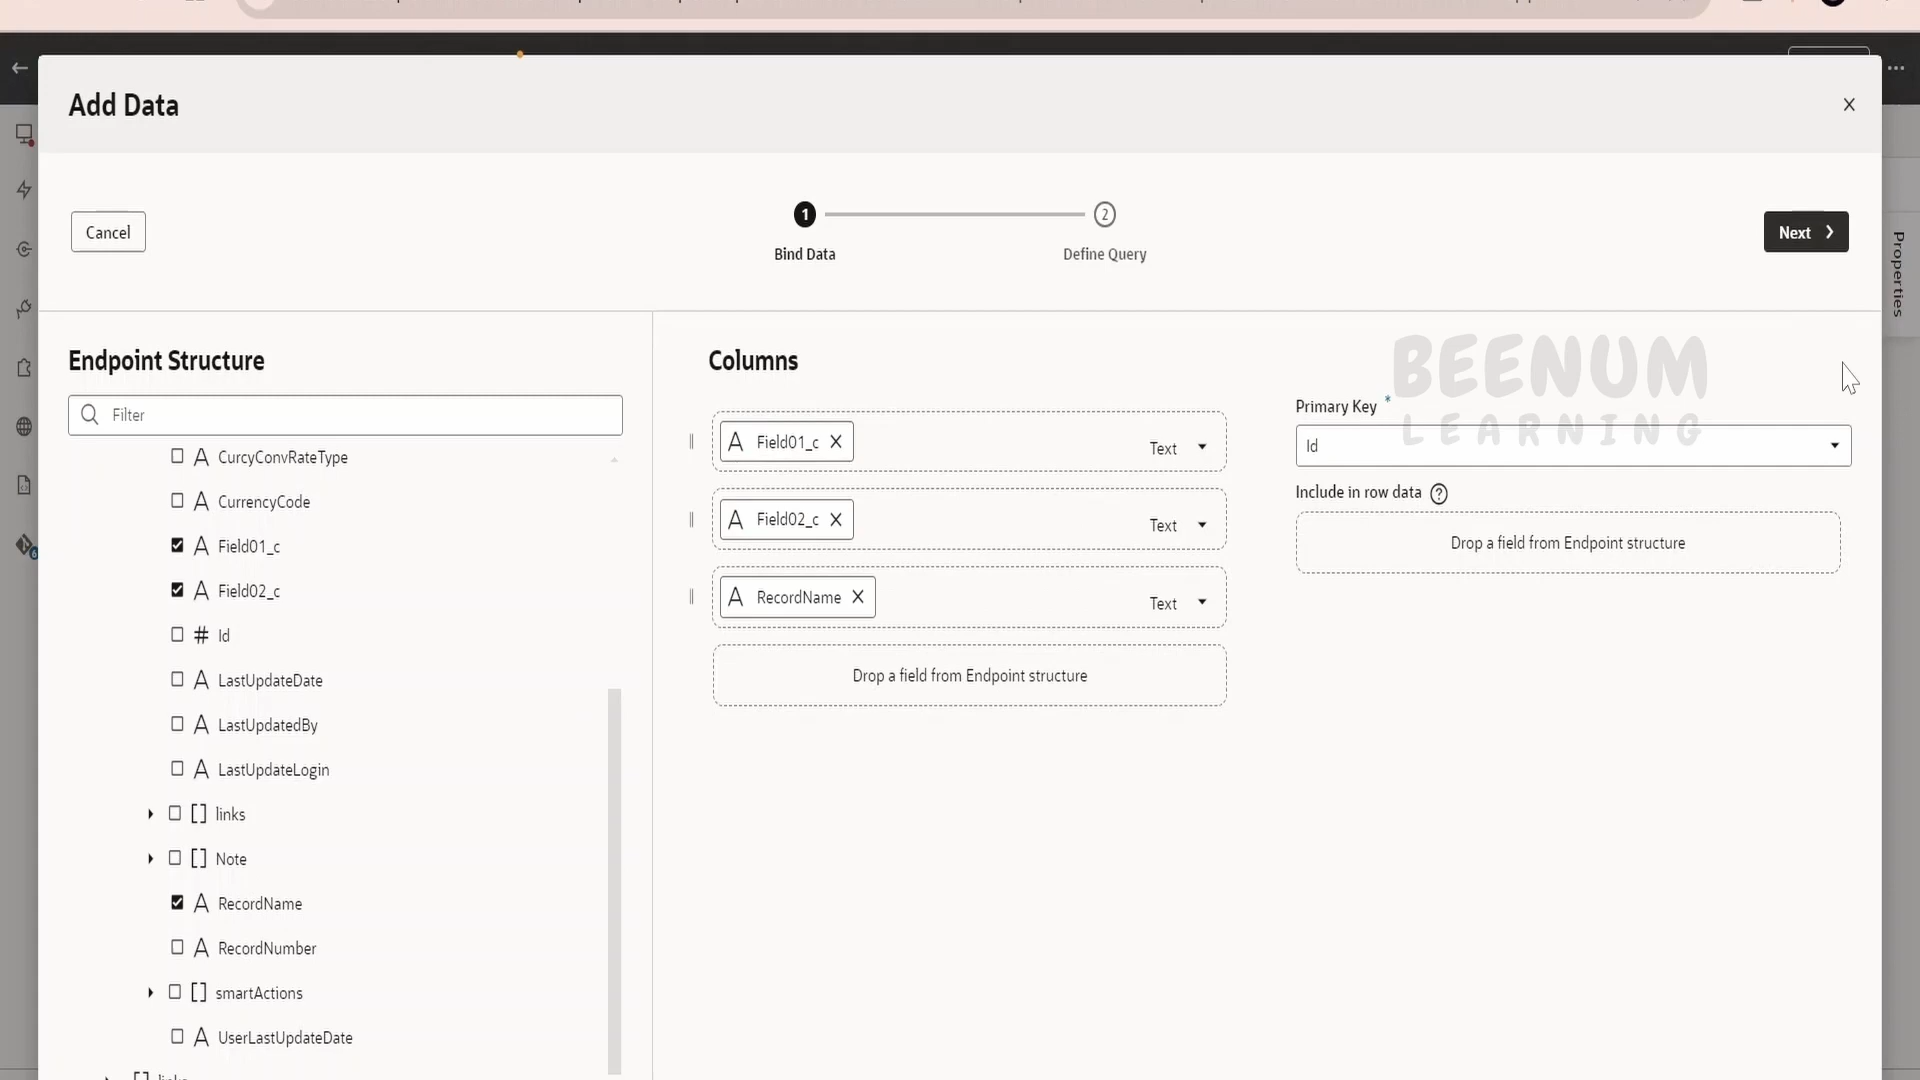 Add Data
Cancel
1
2
Bind Data
Define Query
Next
Properties
Endpoint Structure
Filter
CurcyConvRateType
CurrencyCode
Field01_c
Field02_c
# Id
LastUpdateDate
LastUpdatedBy
LastUpdateLogin
[] links
[] Note
RecordName
RecordNumber
[] smartActions
UserLastUpdateDate
Columns
A Field01_c X
Text
A Field02_c X
Text
A RecordName X
Text
Drop a field from Endpoint structure
BEENUM
LEARNING
Primary Key *
Id
Include in row data ?
Drop a field from Endpoint structure
6